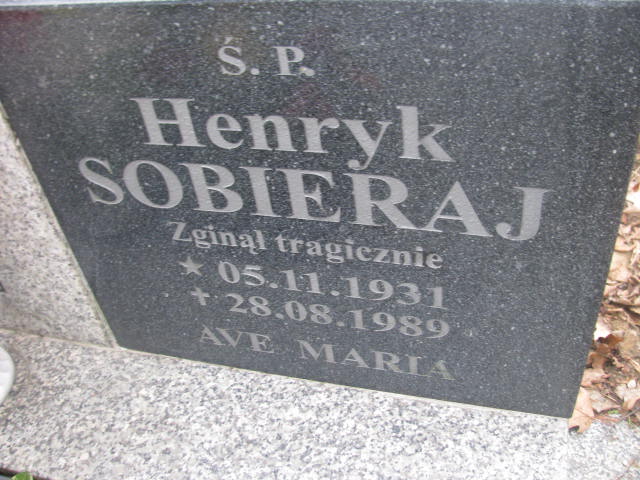 Ś. P.
Henryk
SOBIERAJ
Zginął tragicznie
★ 05.11.1931
✝ 28.08.1989
AVE MARIA